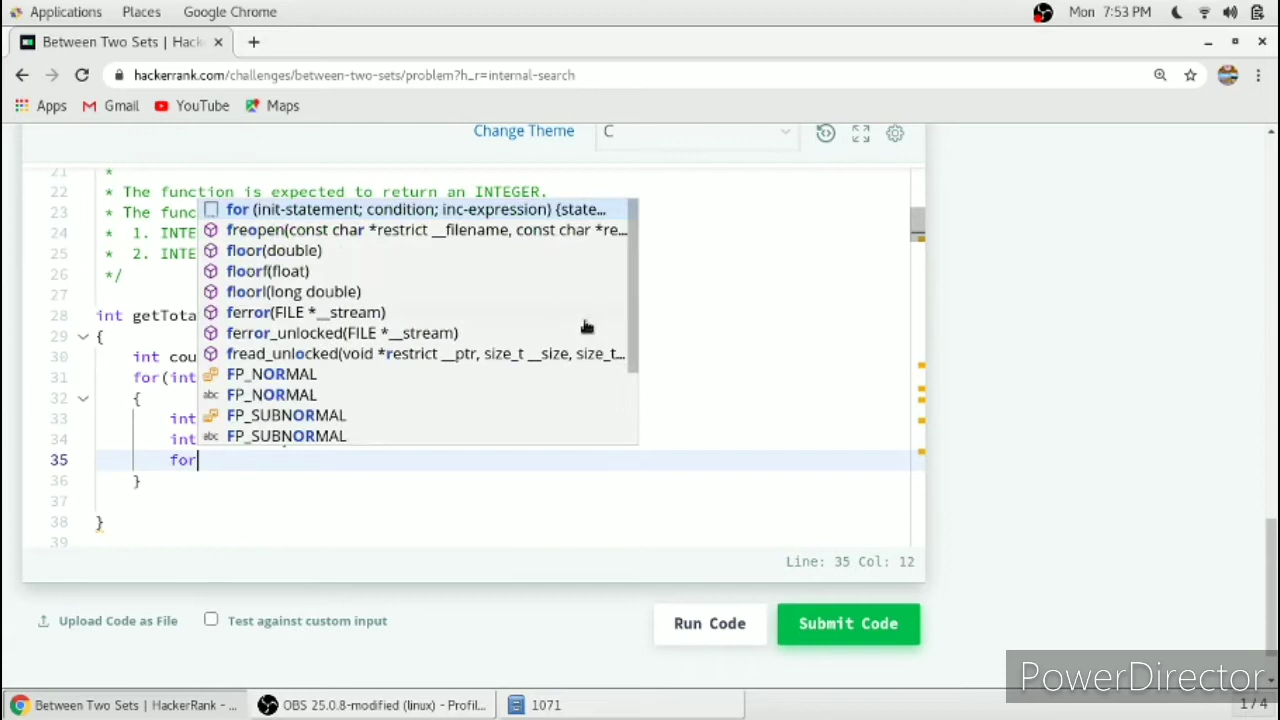 Applications Places Google Chrome Mon 7:53 PM
Between Two Sets | Hack
hackerrank.com/challenges/between-two-sets/problem?h_r=internal-search
Apps Gmail YouTube Maps
Change Theme C
21 *
22 * The function is expected to return an INTEGER.
23 * The func
24 * 1. INTE
25 * 2. INTE
26 */
27
28 int getTota
29 {
30 int cou
31 for(int
32 {
33 int
34 int
35 for
36 }
37
38 }
39
for (init-statement; condition; inc-expression) {state...
freopen(const char *restrict __filename, const char *re...
floor(double)
floorf(float)
floorl(long double)
ferror(FILE *__stream)
ferror_unlocked(FILE *__stream)
fread_unlocked(void *restrict __ptr, size_t __size, size_t...
FP_NORMAL
abc FP_NORMAL
FP_SUBNORMAL
abc FP_SUBNORMAL
Line: 35 Col: 12
Upload Code as File Test against custom input Run Code Submit Code
PowerDirector
Between Two Sets | HackerRank - ... OBS 25.0.8-modified (linux) - Profil... 1071 1 / 4